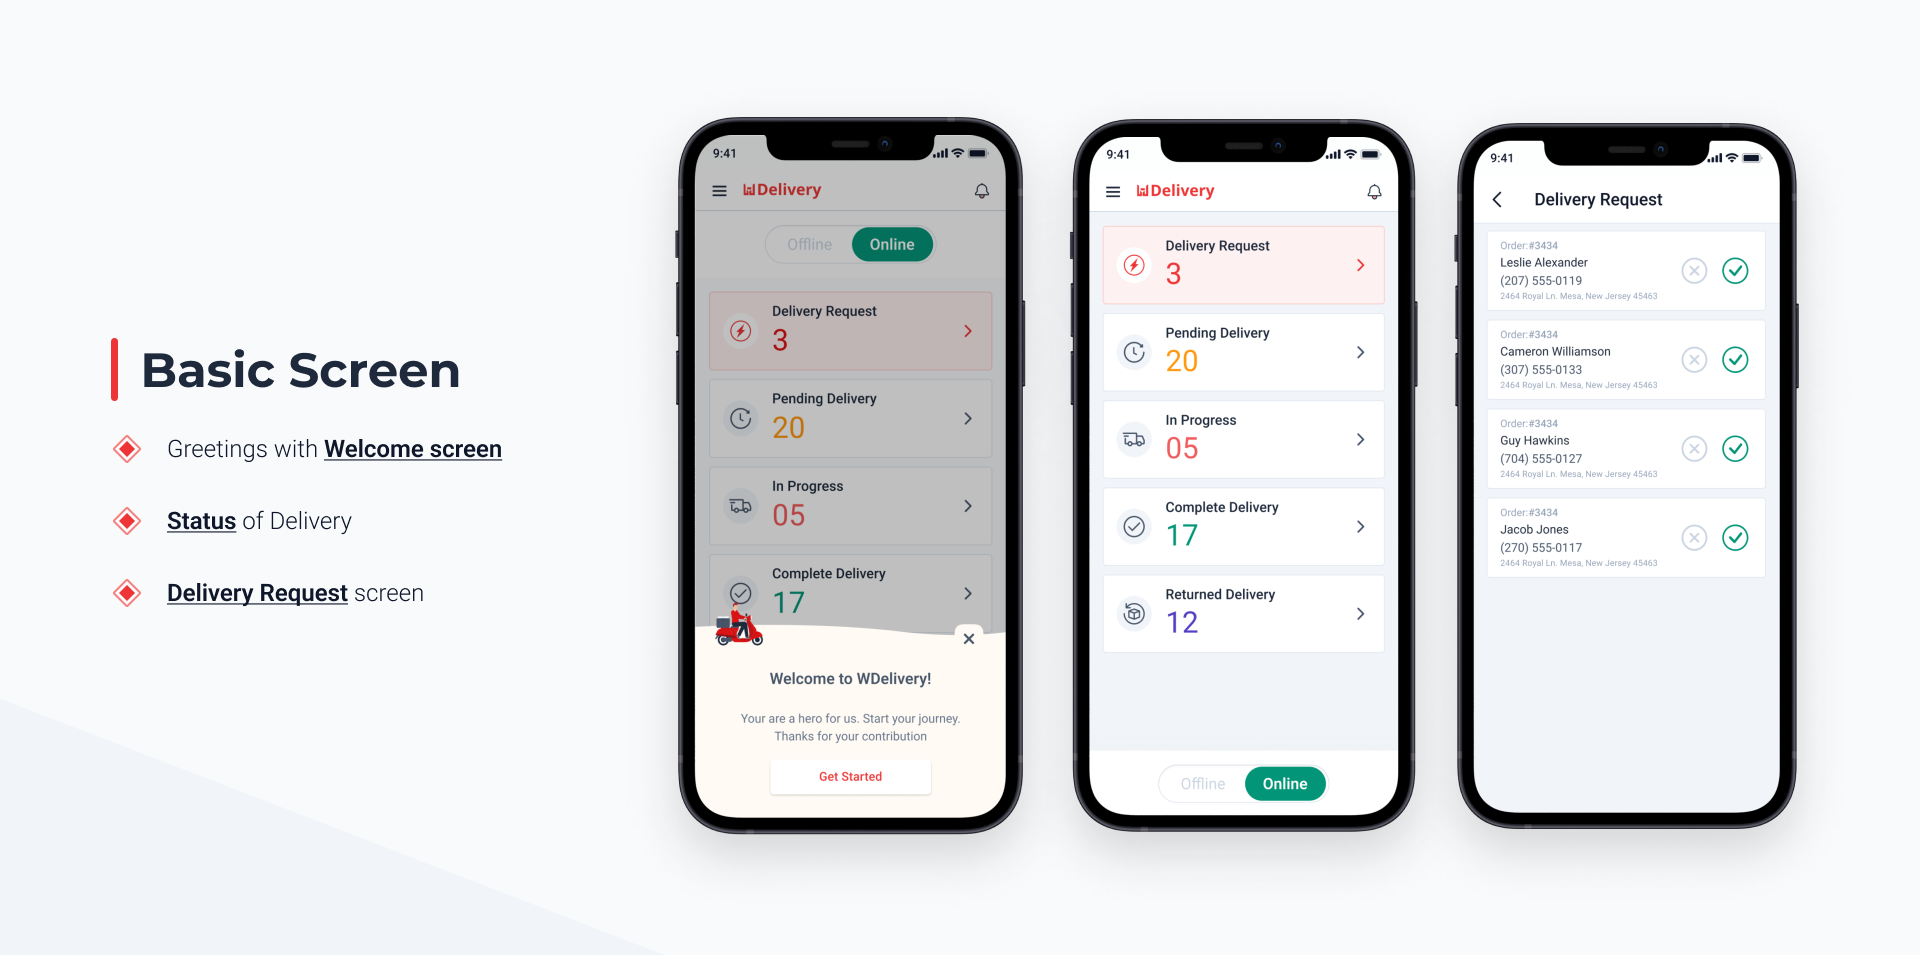 Basic Screen
Greetings with Welcome screen
Status of Delivery
Delivery Request screen
9:41
WDelivery
Offline Online
Delivery Request
3
Pending Delivery
20
In Progress
05
Complete Delivery
17
Welcome to WDelivery!
Your are a hero for us. Start your journey.
Thanks for your contribution
Get Started
9:41
WDelivery
Delivery Request
3
Pending Delivery
20
In Progress
05
Complete Delivery
17
Returned Delivery
12
Offline Online
9:41
Delivery Request
Order:#3434
Leslie Alexander
(207) 555-0119
2464 Royal Ln. Mesa, New Jersey 45463
Order:#3434
Cameron Williamson
(307) 555-0133
2464 Royal Ln. Mesa, New Jersey 45463
Order:#3434
Guy Hawkins
(704) 555-0127
2464 Royal Ln. Mesa, New Jersey 45463
Order:#3434
Jacob Jones
(270) 555-0117
2464 Royal Ln. Mesa, New Jersey 45463